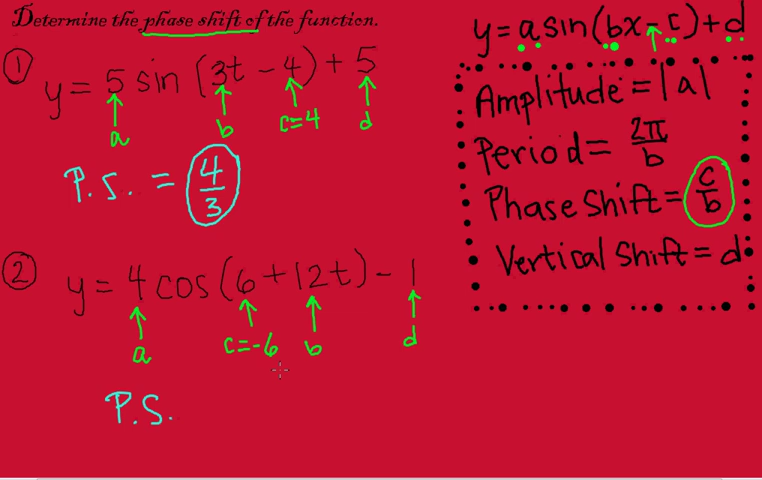 Determine the phase shift of the function.
y = a sin (bx - c) + d
① y = 5 sin (3t - 4) + 5
a b c=4 d
P.S. = 4/3
Amplitude = |a|
Period = 2π/b
Phase Shift = c/b
Vertical Shift = d
② y = 4 cos (6 + 12t) - 1
a c=-6 b d
P.S.